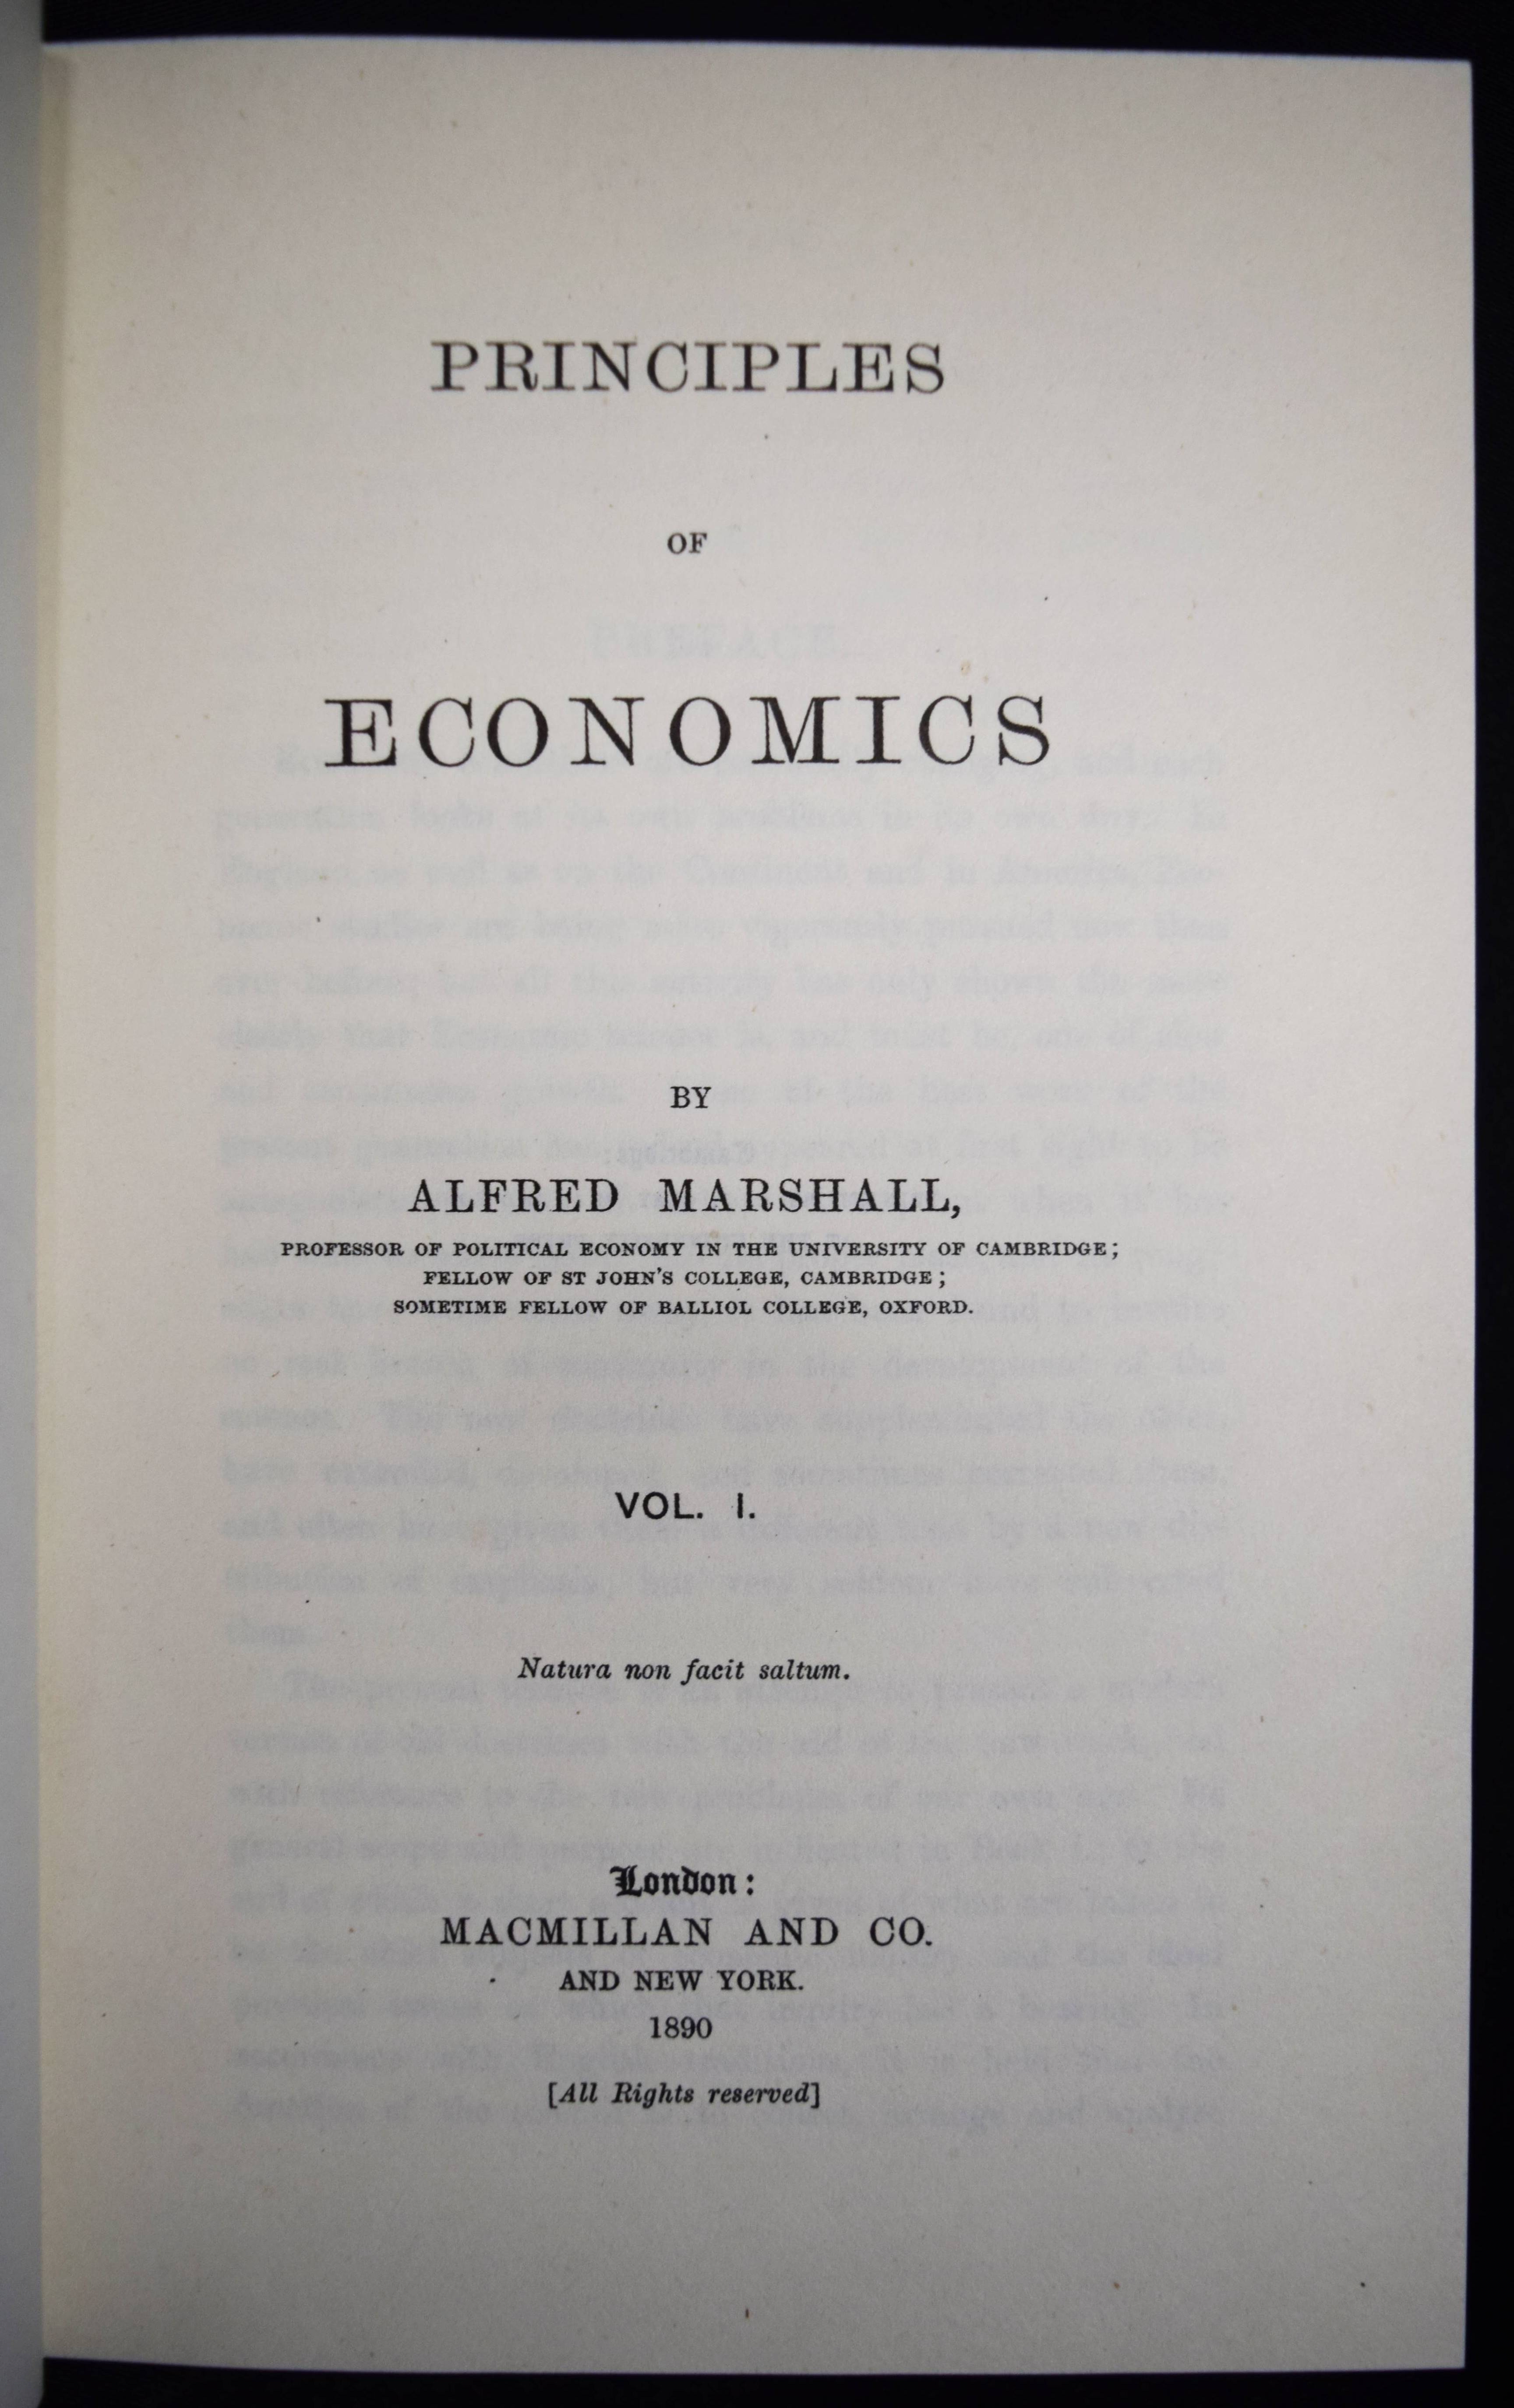 PRINCIPLES
OF
ECONOMICS
BY
ALFRED MARSHALL,
PROFESSOR OF POLITICAL ECONOMY IN THE UNIVERSITY OF CAMBRIDGE;
FELLOW OF ST JOHN'S COLLEGE, CAMBRIDGE;
SOMETIME FELLOW OF BALLIOL COLLEGE, OXFORD.
VOL. I.
Natura non facit saltum.
London:
MACMILLAN AND CO.
AND NEW YORK.
1890
[All Rights reserved]